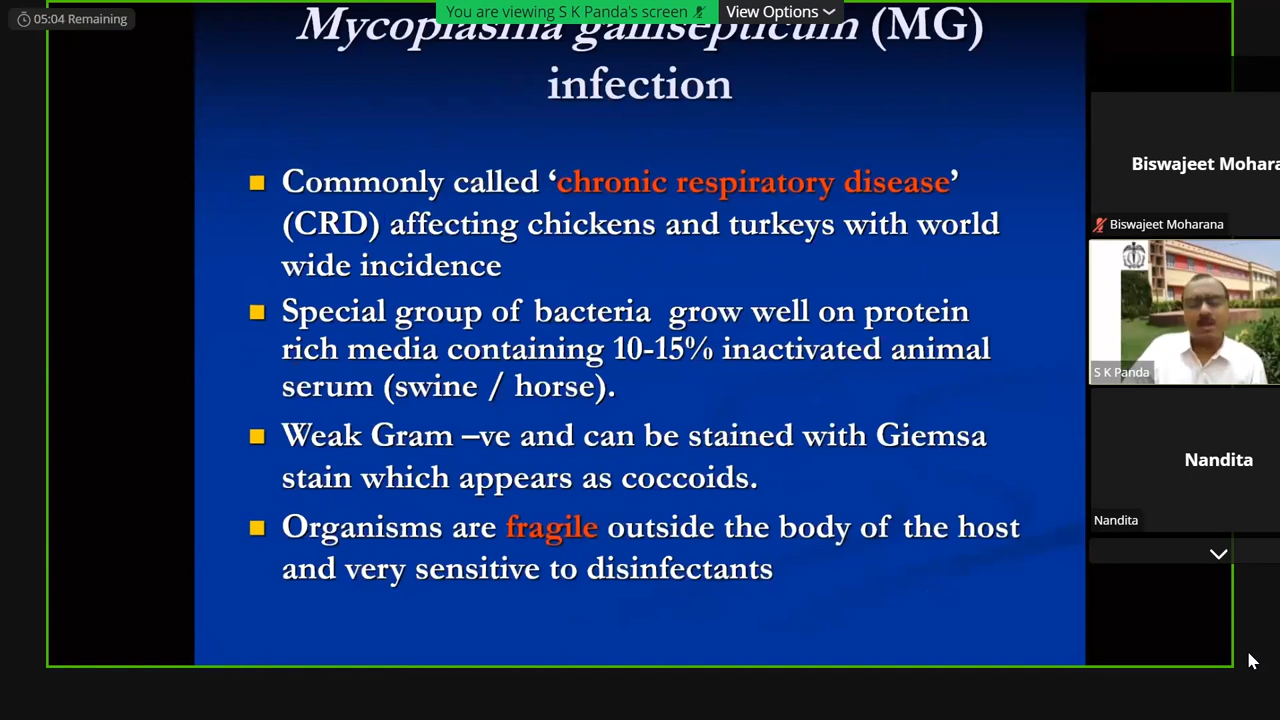 05:04 Remaining
You are viewing S K Panda's screen
View Options
Mycoplasma gallisepticum (MG)
infection
Commonly called ‘chronic respiratory disease’
(CRD) affecting chickens and turkeys with world
wide incidence
Special group of bacteria grow well on protein
rich media containing 10-15% inactivated animal
serum (swine / horse).
Weak Gram –ve and can be stained with Giemsa
stain which appears as coccoids.
Organisms are fragile outside the body of the host
and very sensitive to disinfectants
Biswajeet Mohara
Biswajeet Moharana
S K Panda
Nandita
Nandita